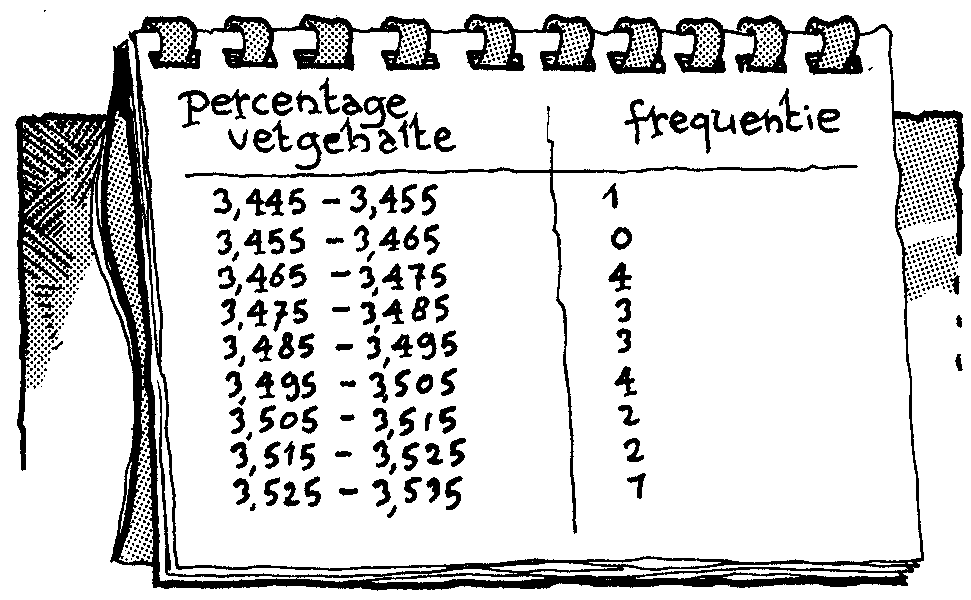 percentage frequentie
vetgehalte
3,445 - 3,455 1
3,455 - 3,465 0
3,465 - 3,475 4
3,475 - 3,485 3
3,485 - 3,495 3
3,495 - 3,505 4
3,505 - 3,515 2
3,515 - 3,525 2
3,525 - 3,535 1